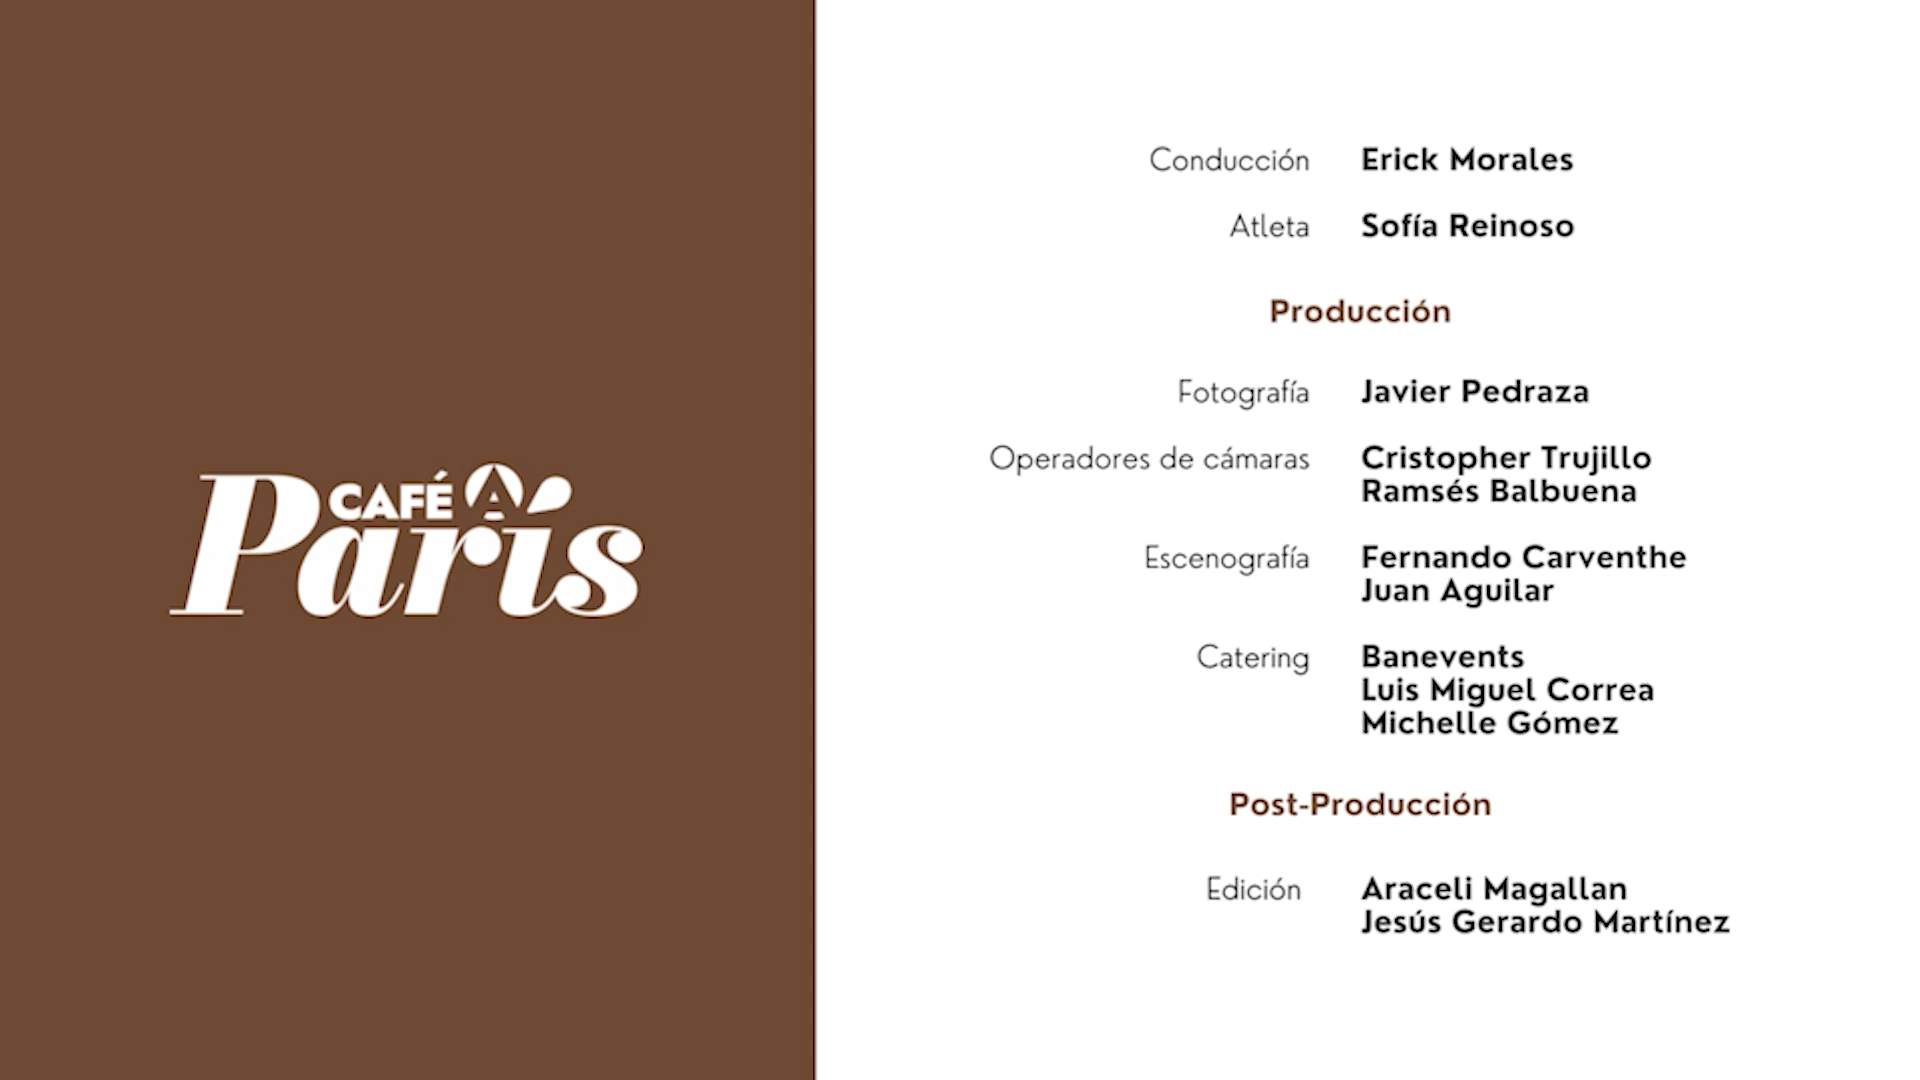 CAFÉ A
París
Conducción Erick Morales
Atleta Sofía Reinoso
Producción
Fotografía Javier Pedraza
Operadores de cámaras Cristopher Trujillo
Ramsés Balbuena
Escenografía Fernando Carventhe
Juan Aguilar
Catering Banevents
Luis Miguel Correa
Michelle Gómez
Post-Producción
Edición Araceli Magallan
Jesús Gerardo Martínez